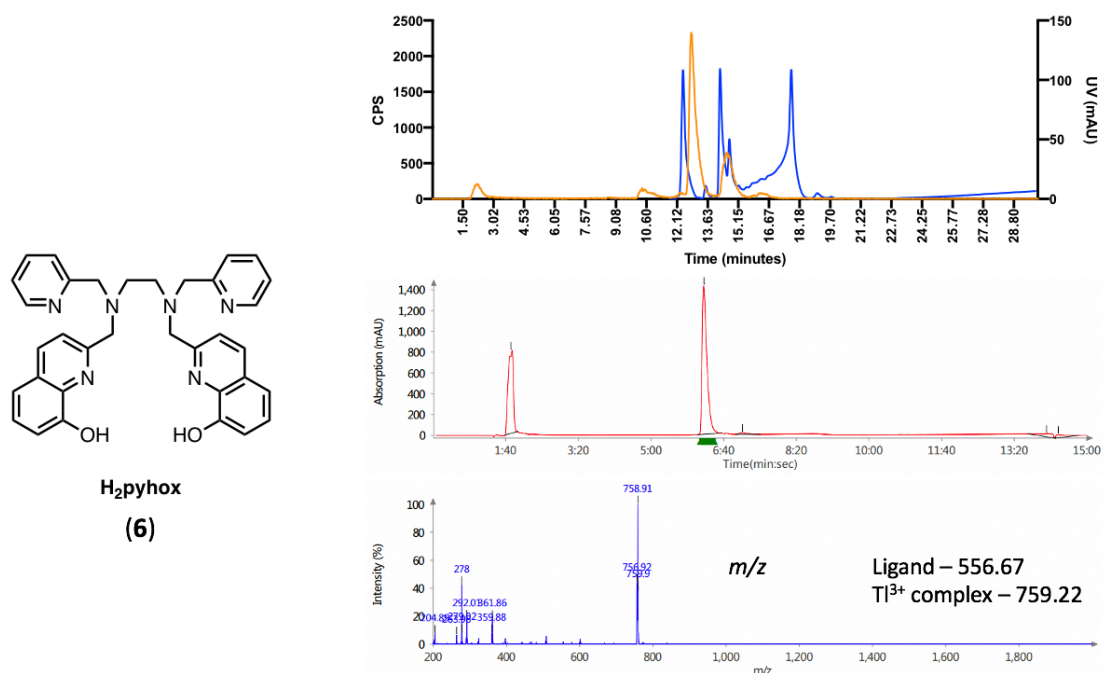 2500
2000
1500
1000
500
0
CPS
150
100
50
0
UV (mAU)
1.50 3.02 4.53 6.05 7.57 9.08 10.60 12.12 13.63 15.15 16.67 18.18 19.70 21.22 22.73 24.25 25.77 27.28 28.80
Time (minutes)
N N N N
N N
OH HO
H₂pyhox
(6)
1,400
1,200
1,000
800
600
400
200
0
Absorption (mAU)
1:40 3:20 5:00 6:40 8:20 10:00 11:40 13:20 15:00
Time(min:sec)
100
80
60
40
20
0
Intensity (%)
758.91
756.92
759.9
278
292.01 361.86
359.88
m/z
Ligand – 556.67
Tl³⁺ complex – 759.22
200 400 600 800 1,000 1,200 1,400 1,600 1,800
m/z